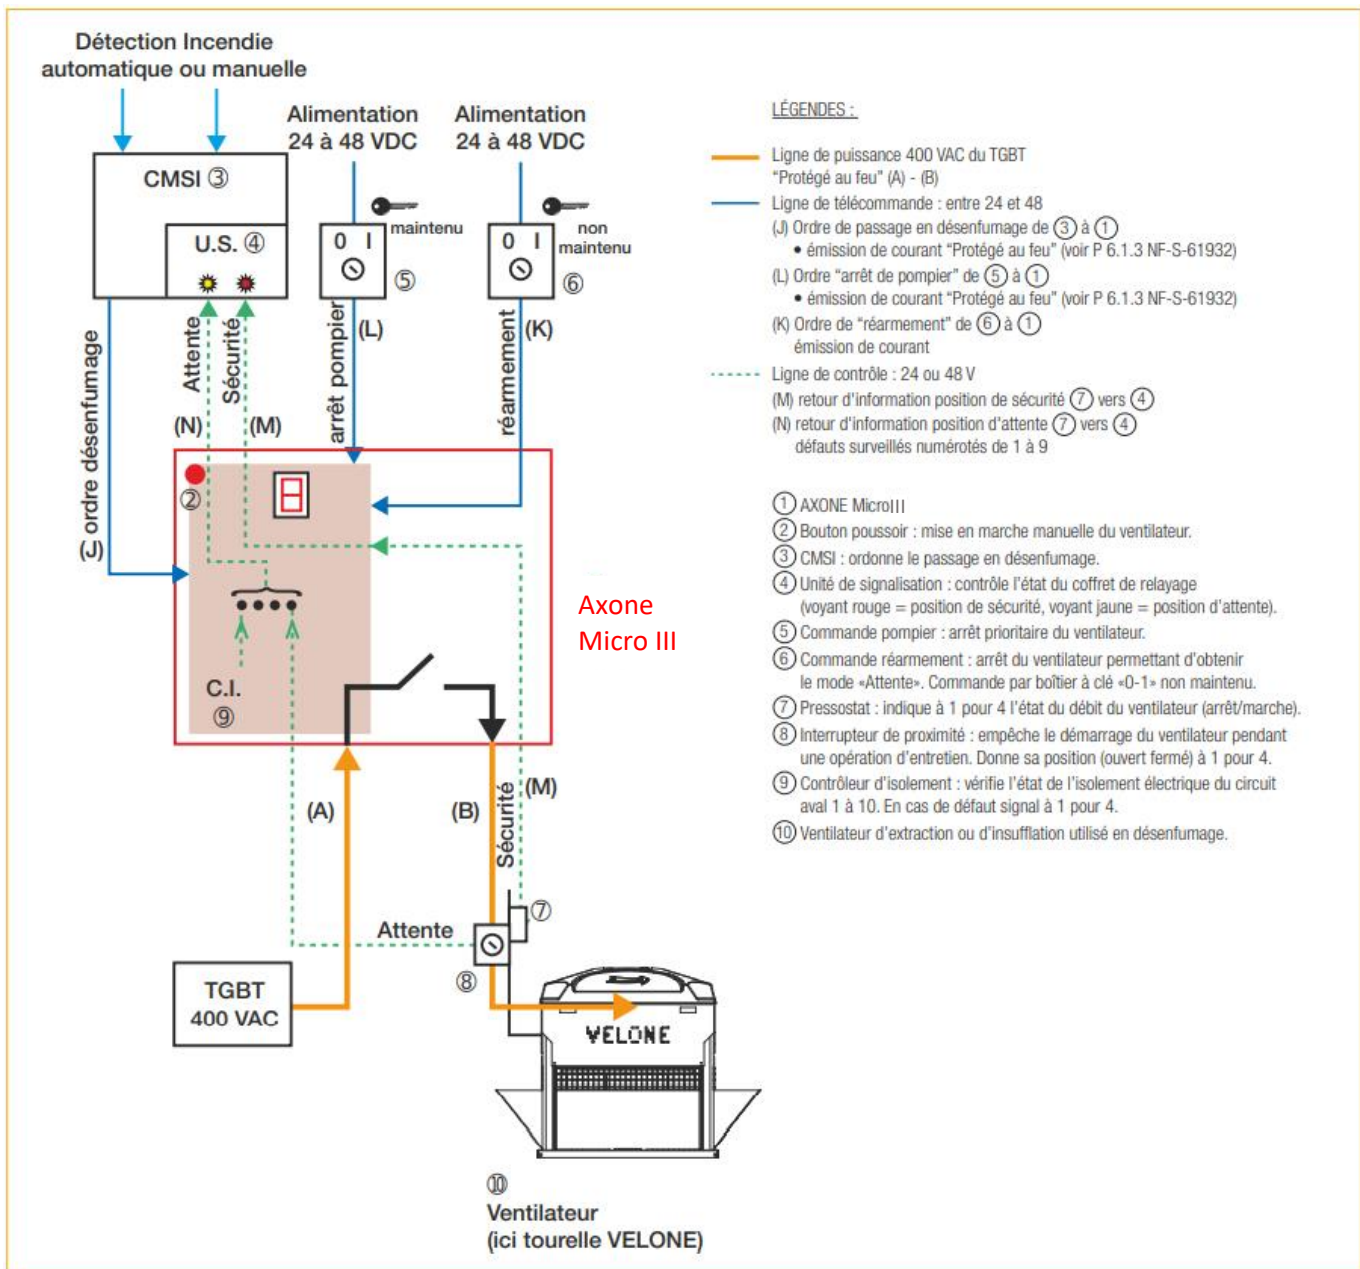 Détection Incendie
automatique ou manuelle
Alimentation
24 à 48 VDC
Alimentation
24 à 48 VDC
CMSI ③
U.S. ④
maintenu
0 I
⑤
non
maintenu
0 I
⑥
Attente
Sécurité
(N)
(M)
arrêt pompier
(L)
réarmement
(K)
(J) ordre désenfumage
②
8
C.I.
⑨
Axone
Micro III
(A)
(B)
Sécurité
(M)
Attente
⑦
⑧
TGBT
400 VAC
VELONE
⑩
Ventilateur
(ici tourelle VELONE)
LÉGENDES :
Ligne de puissance 400 VAC du TGBT
“Protégé au feu” (A) - (B)
Ligne de télécommande : entre 24 et 48
(J) Ordre de passage en désenfumage de ③ à ①
• émission de courant “Protégé au feu” (voir P 6.1.3 NF-S-61932)
(L) Ordre “arrêt de pompier” de ⑤ à ①
• émission de courant “Protégé au feu” (voir P 6.1.3 NF-S-61932)
(K) Ordre de “réarmement” de ⑥ à ①
émission de courant
Ligne de contrôle : 24 ou 48 V
(M) retour d'information position de sécurité ⑦ vers ④
(N) retour d'information position d'attente ⑦ vers ④
défauts surveillés numérotés de 1 à 9
① AXONE MicroIII
② Bouton poussoir : mise en marche manuelle du ventilateur.
③ CMSI : ordonne le passage en désenfumage.
④ Unité de signalisation : contrôle l'état du coffret de relayage
(voyant rouge = position de sécurité, voyant jaune = position d'attente).
⑤ Commande pompier : arrêt prioritaire du ventilateur.
⑥ Commande réarmement : arrêt du ventilateur permettant d'obtenir
le mode «Attente». Commande par boîtier à clé «0-1» non maintenu.
⑦ Pressostat : indique à 1 pour 4 l'état du débit du ventilateur (arrêt/marche).
⑧ Interrupteur de proximité : empêche le démarrage du ventilateur pendant
une opération d'entretien. Donne sa position (ouvert fermé) à 1 pour 4.
⑨ Contrôleur d'isolement : vérifie l'état de l'isolement électrique du circuit
aval 1 à 10. En cas de défaut signal à 1 pour 4.
⑩ Ventilateur d'extraction ou d'insufflation utilisé en désenfumage.